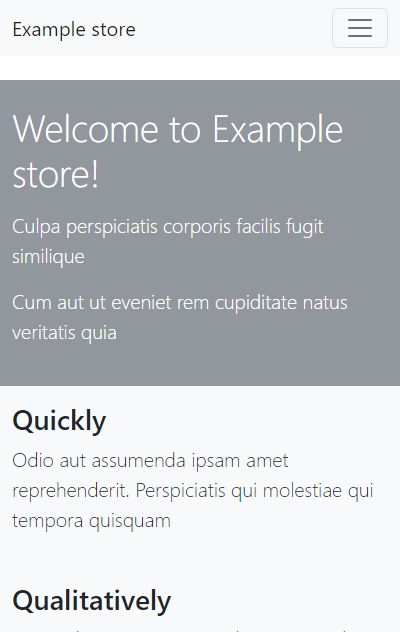 Example store
Welcome to Example
store!
Culpa perspiciatis corporis facilis fugit
similique
Cum aut ut eveniet rem cupiditate natus
veritatis quia
Quickly
Odio aut assumenda ipsam amet
reprehenderit. Perspiciatis qui molestiae qui
tempora quisquam
Qualitatively